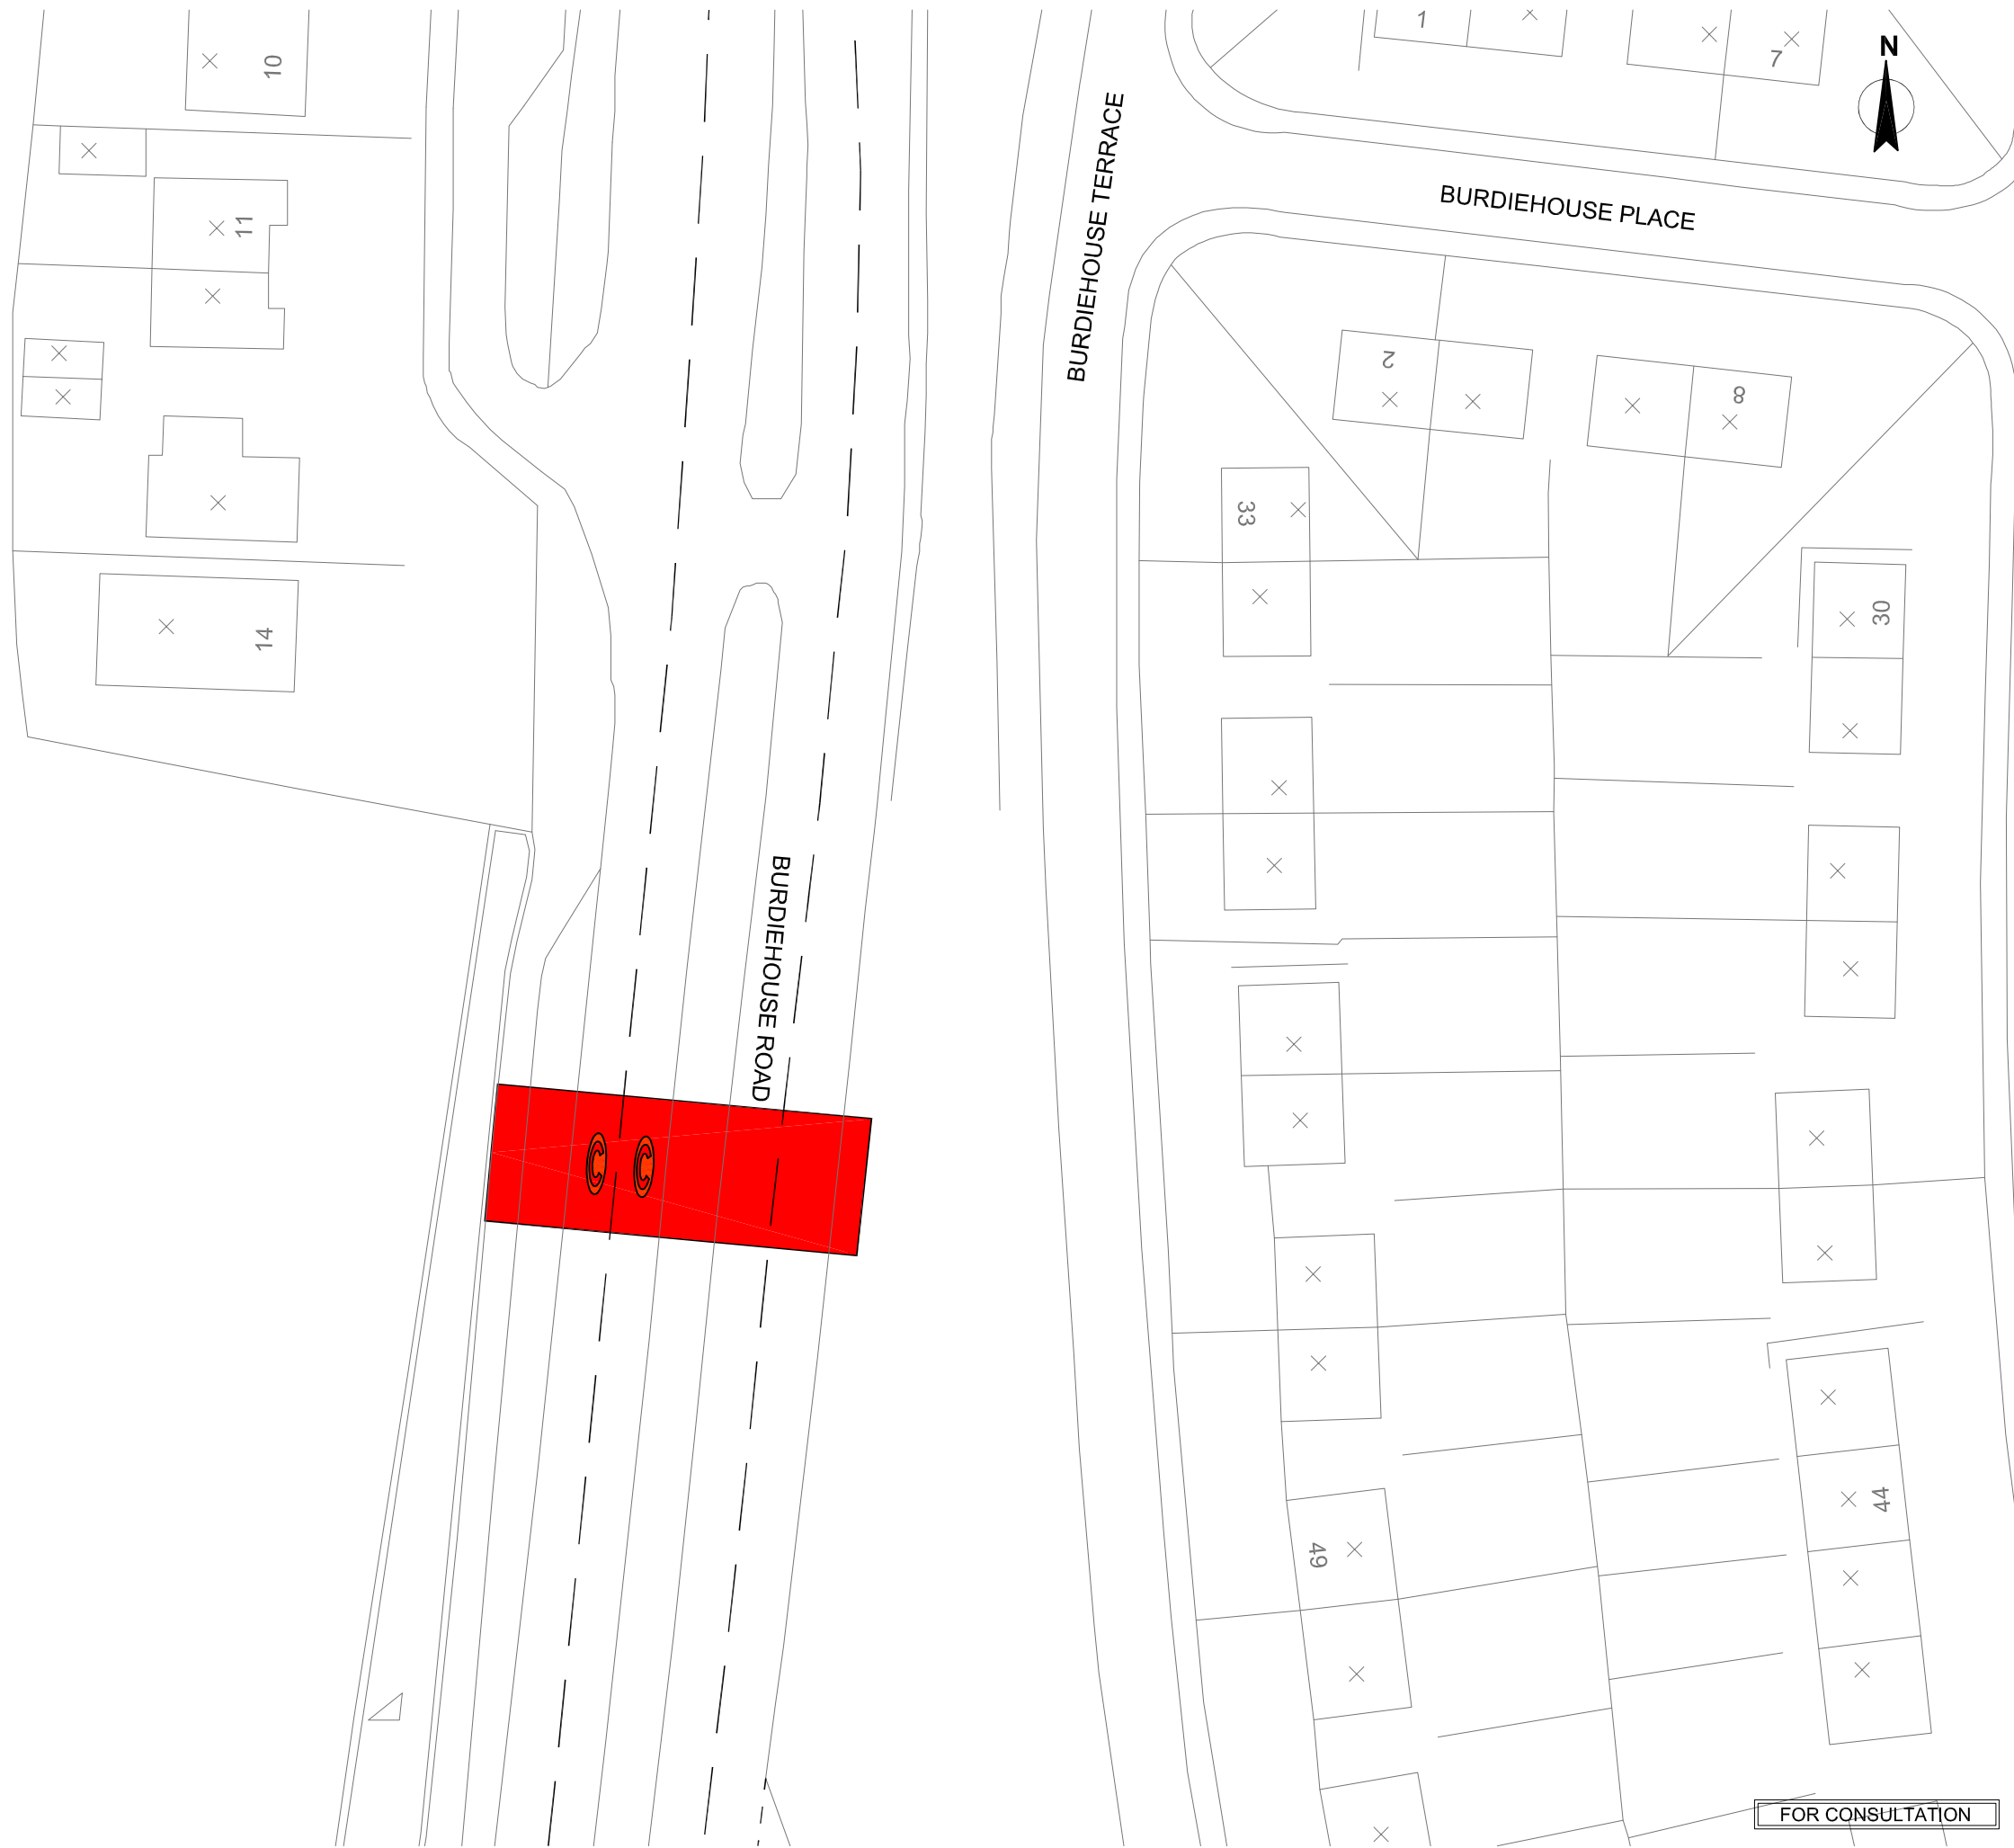 1
7
N
10
BURDIEHOUSE TERRACE
BURDIEHOUSE PLACE
11
2
8
33
30
14
BURDIEHOUSE ROAD
C C
44
49
FOR CONSULTATION